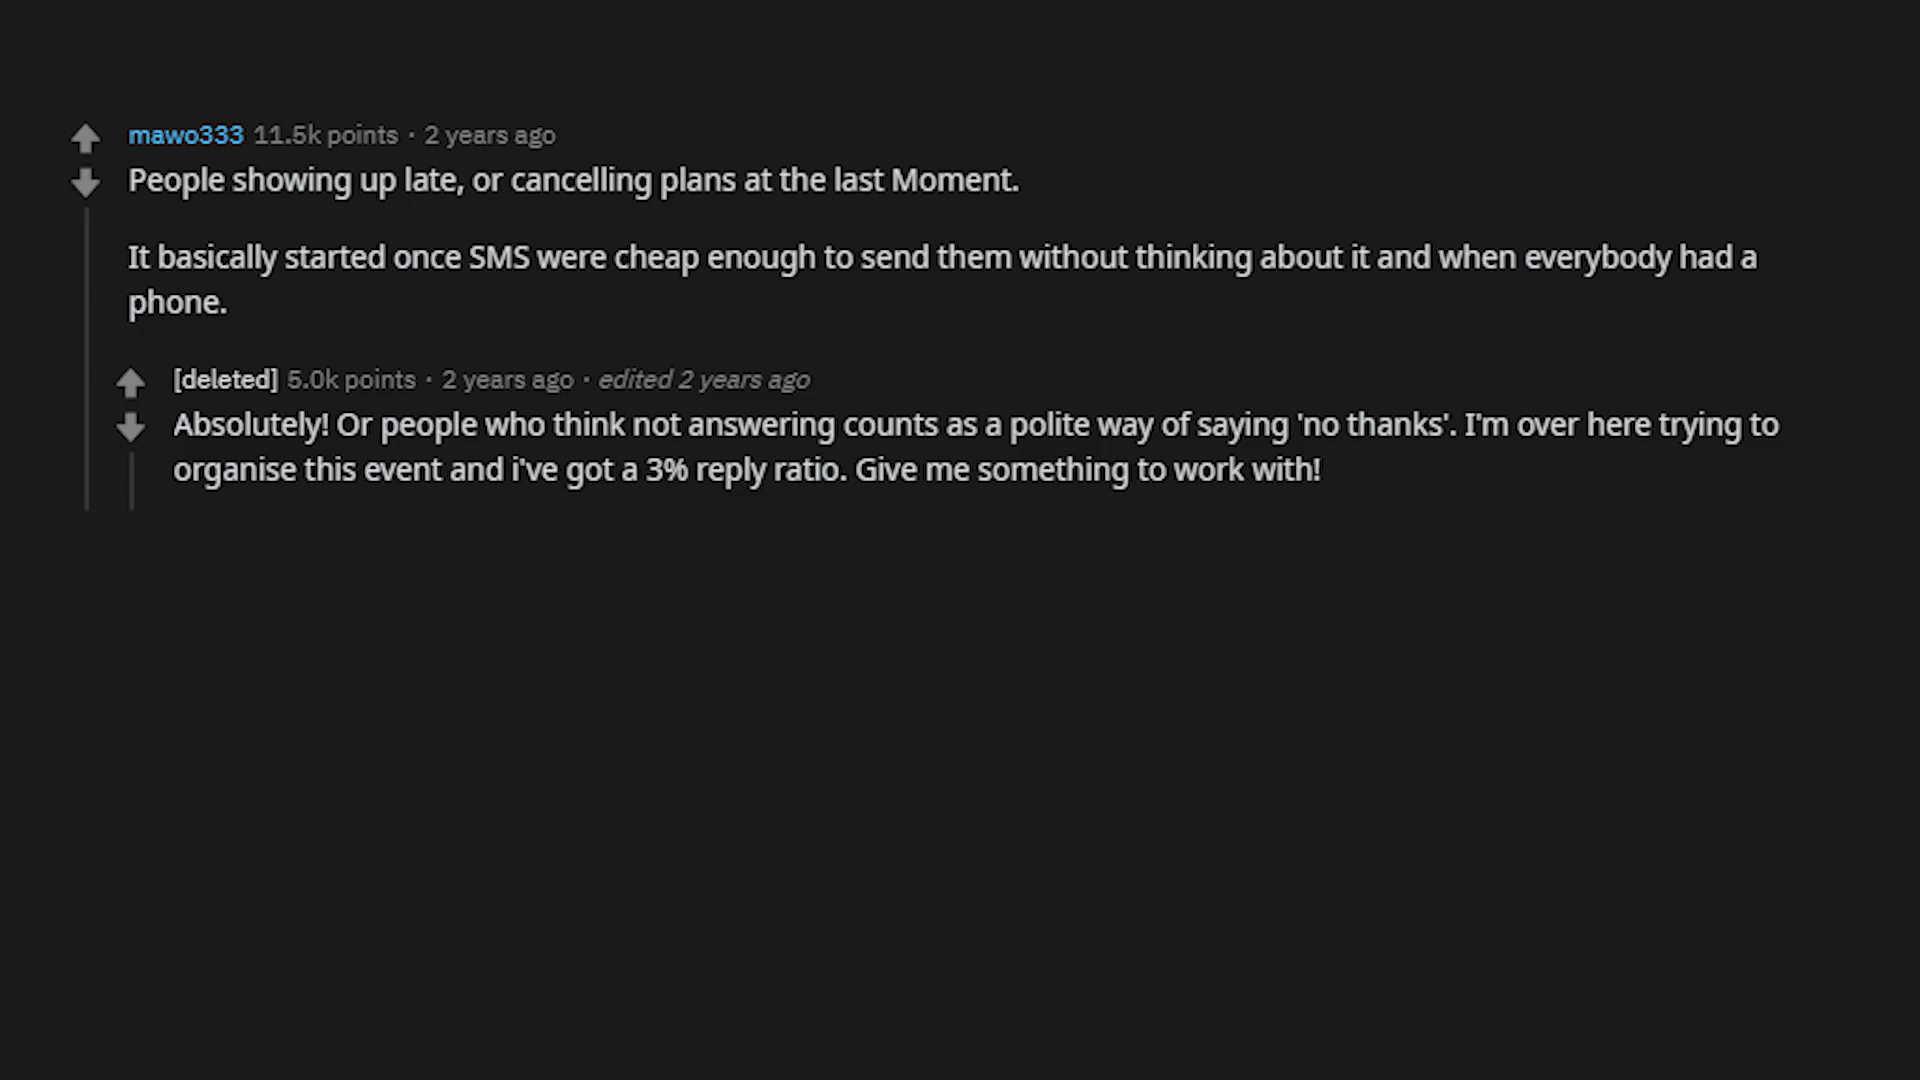 mawo333 11.5k points · 2 years ago
People showing up late, or cancelling plans at the last Moment.
It basically started once SMS were cheap enough to send them without thinking about it and when everybody had a
phone.
[deleted] 5.0k points · 2 years ago · edited 2 years ago
Absolutely! Or people who think not answering counts as a polite way of saying 'no thanks'. I'm over here trying to
organise this event and i've got a 3% reply ratio. Give me something to work with!